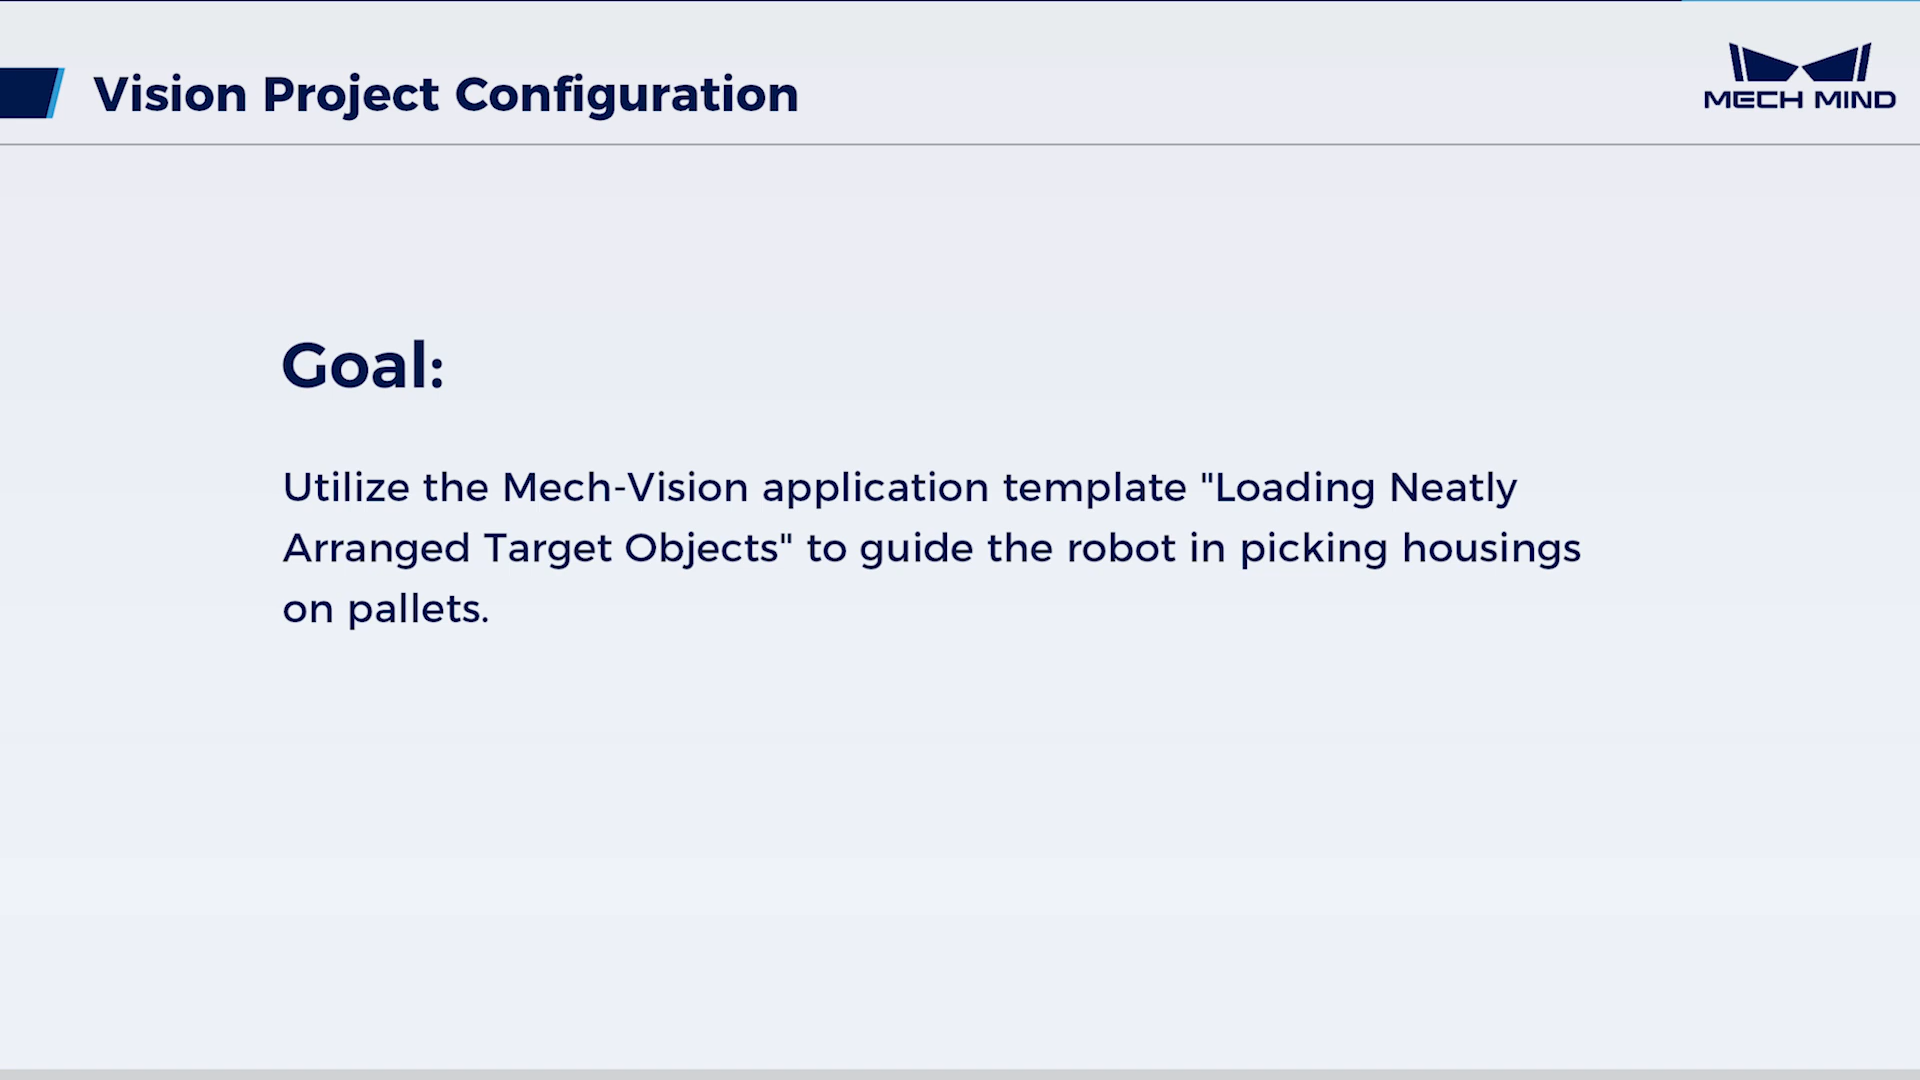 Vision Project Configuration
MECH MIND
Goal:
Utilize the Mech-Vision application template "Loading Neatly
Arranged Target Objects" to guide the robot in picking housings
on pallets.